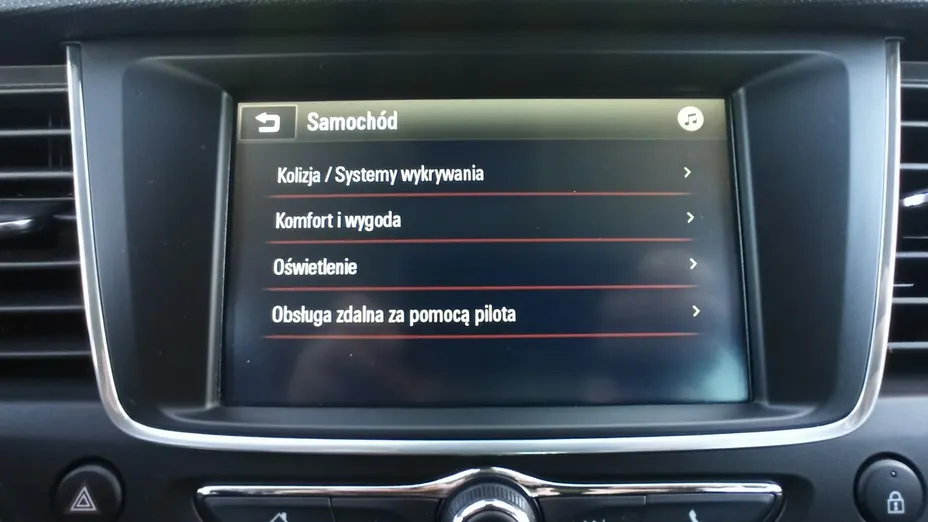 Samochód
Kolizja / Systemy wykrywania
Komfort i wygoda
Oświetlenie
Obsługa zdalna za pomocą pilota